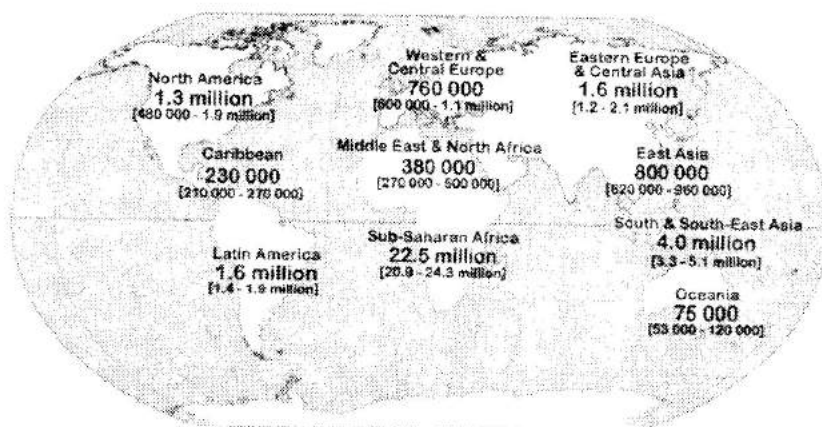 North America
1.3 million
[480 000 - 1.9 million]
Western &
Central Europe
760 000
[600 000 - 1.1 million]
Eastern Europe
& Central Asia
1.6 million
[1.2 - 2.1 million]
Caribbean
230 000
[210 000 - 270 000]
Middle East & North Africa
380 000
[270 000 - 500 000]
East Asia
800 000
[620 000 - 960 000]
Latin America
1.6 million
[1.4 - 1.9 million]
Sub-Saharan Africa
22.5 million
[20.9 - 24.3 million]
South & South-East Asia
4.0 million
[3.3 - 5.1 million]
Oceania
75 000
[53 000 - 120 000]